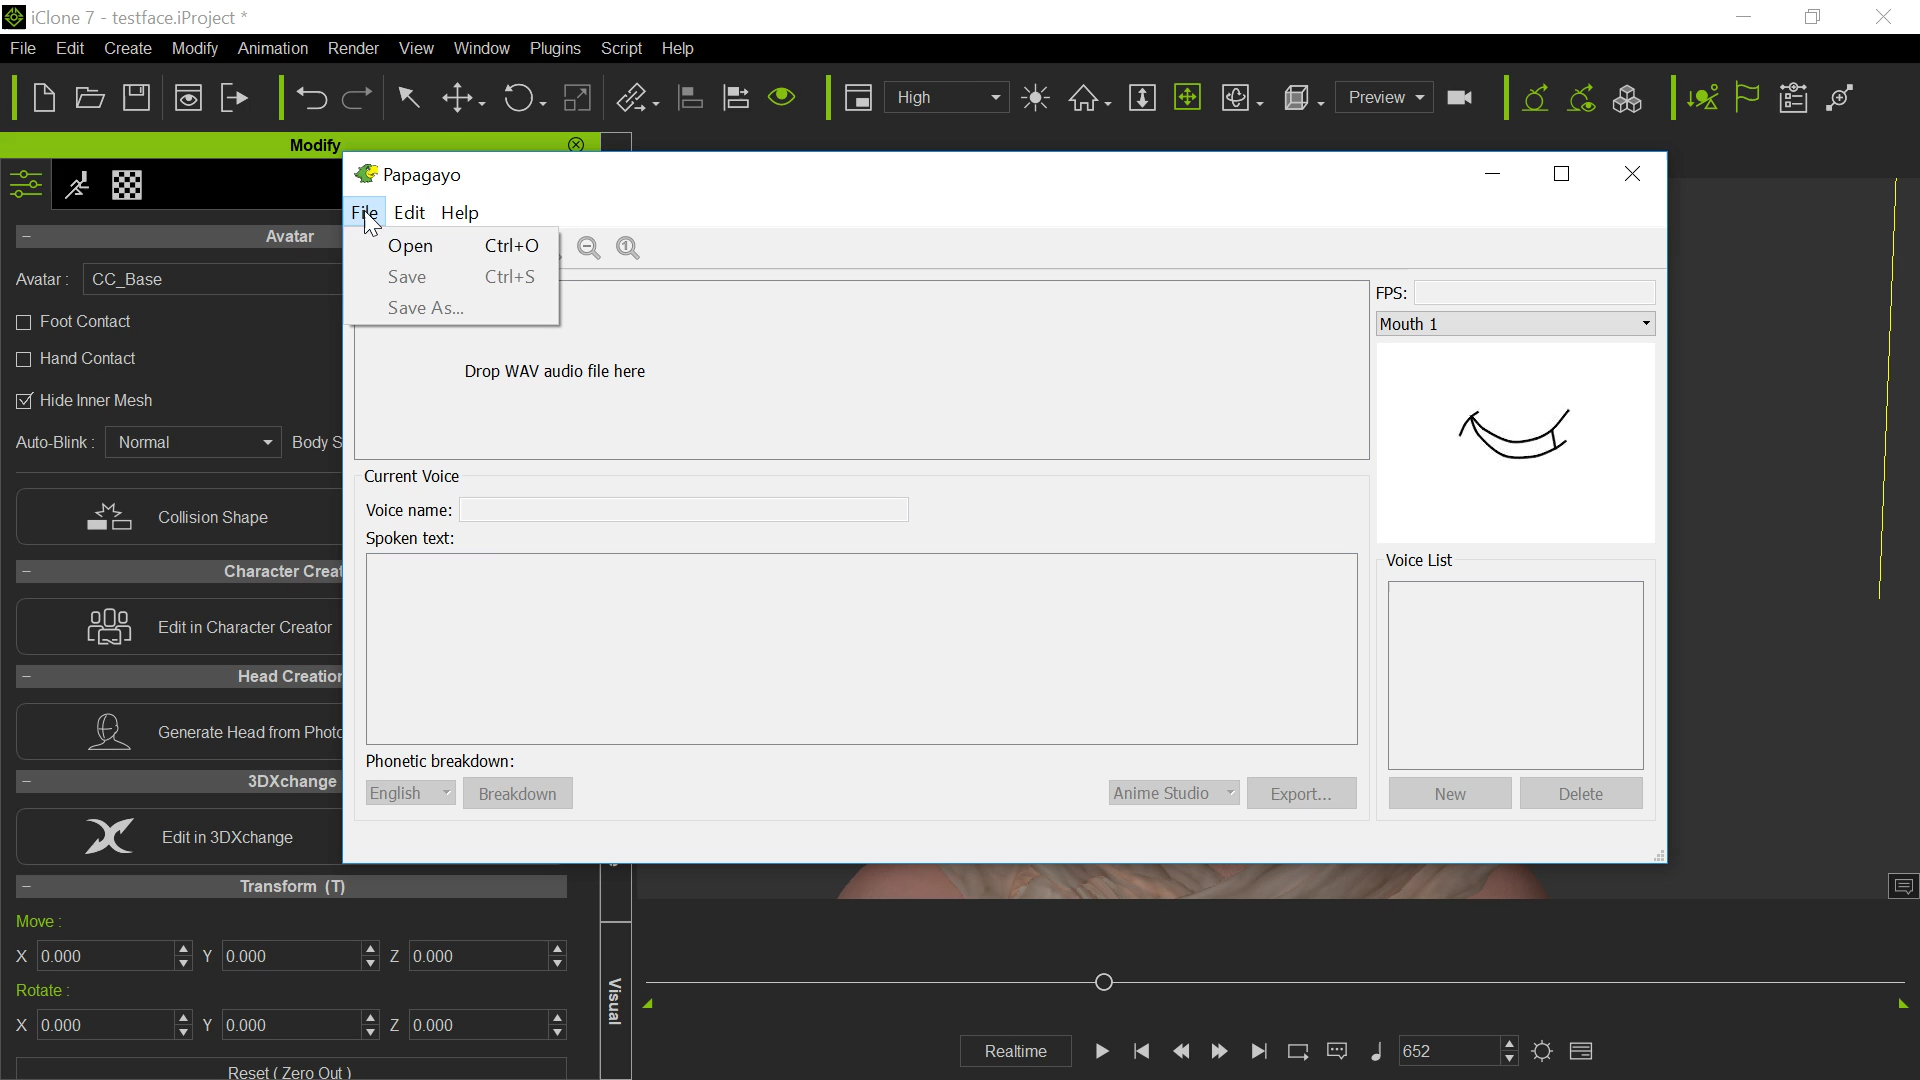 iClone 7 - testface.iProject *
File Edit Create Modify Animation Render View Window Plugins Script Help
High Preview
Modify
Papagayo
File Edit Help
Open Ctrl+O
Save Ctrl+S
Save As...
Avatar
Avatar : CC_Base
Foot Contact
Hand Contact
Hide Inner Mesh
Auto-Blink : Normal Body S
Collision Shape
Character Creat
Edit in Character Creator
Head Creation
Generate Head from Photo
3DXchange
Edit in 3DXchange
Transform (T)
Move :
X 0.000 Y 0.000 Z 0.000
Rotate :
X 0.000 Y 0.000 Z 0.000
Reset ( Zero Out )
Visual
Drop WAV audio file here
Current Voice
Voice name:
Spoken text:
Phonetic breakdown:
English Breakdown Anime Studio Export...
FPS:
Mouth 1
Voice List
New Delete
Realtime 652